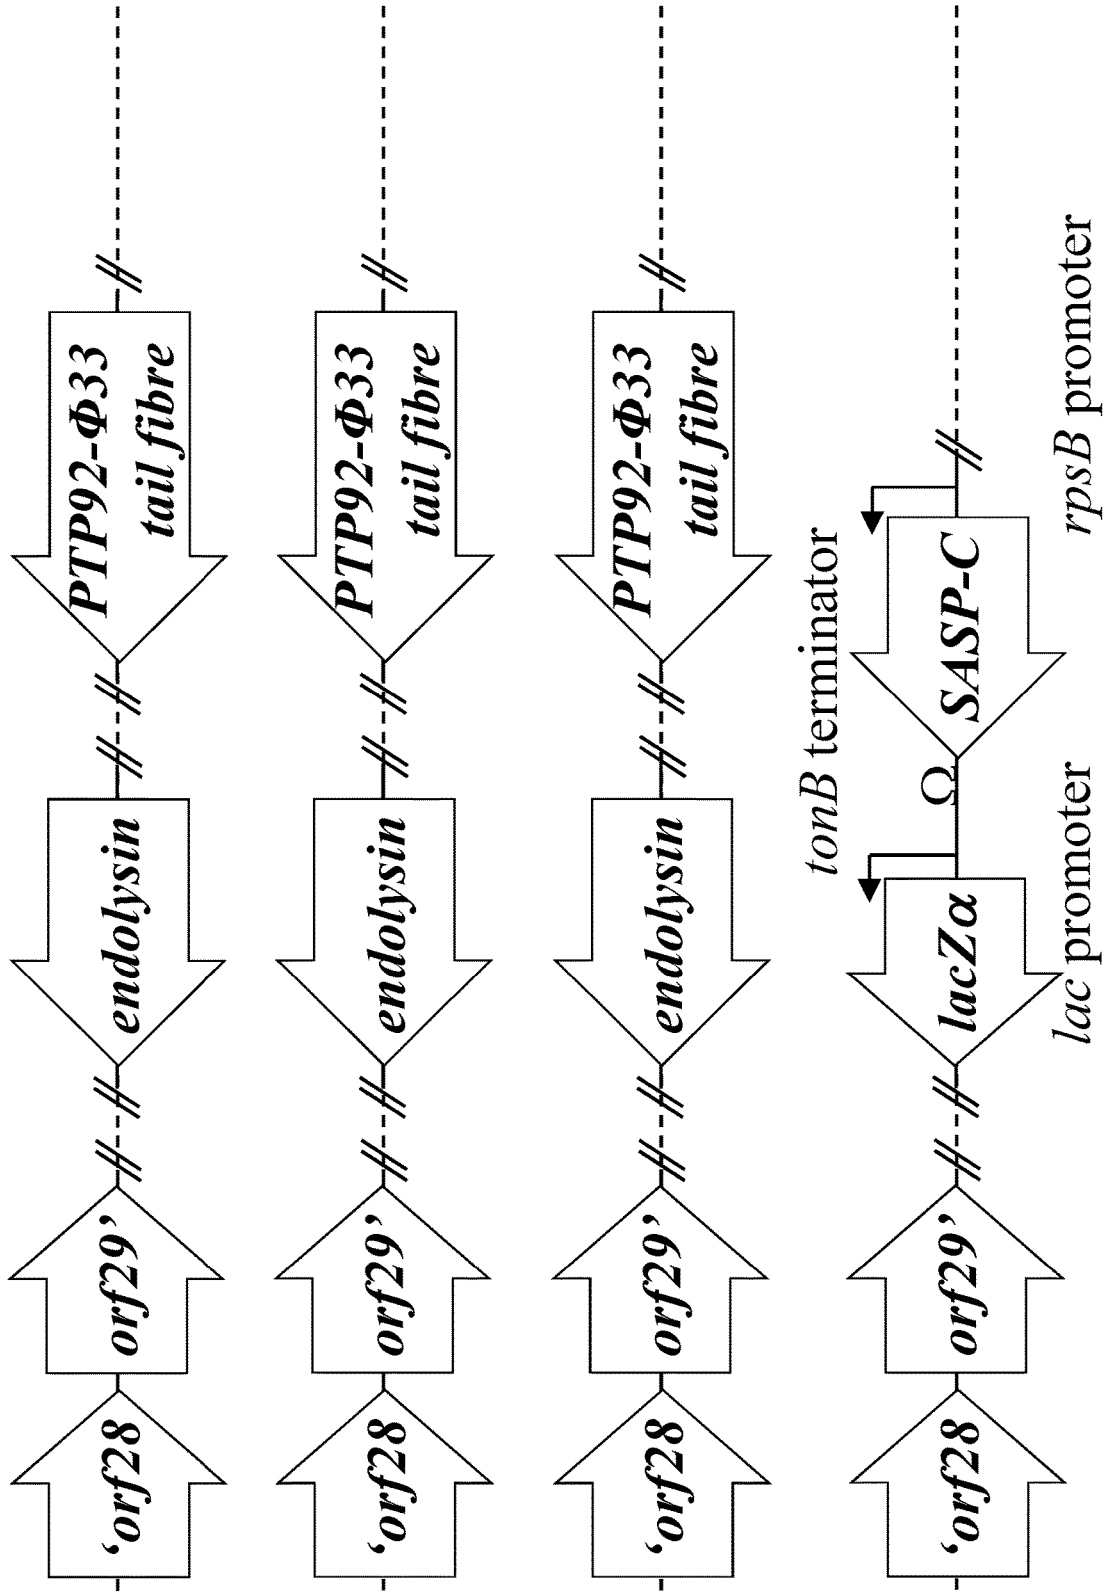 ‘orf28
orf29’
endolysin
PTP92-Φ33
tail fibre
‘orf28
orf29’
endolysin
PTP92-Φ33
tail fibre
‘orf28
orf29’
endolysin
PTP92-Φ33
tail fibre
tonB terminator
‘orf28
orf29’
lacZα
Ω
SASP-C
lac promoter
rpsB promoter